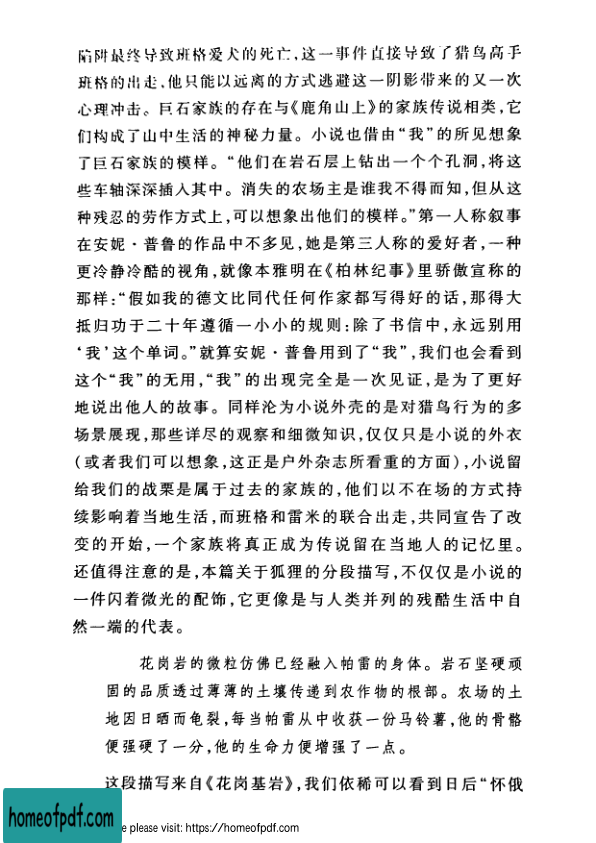 陷阱最终导致班格爱犬的死亡,这一事件直接导致了猎鸟高手
班格的出走,他只能以远离的方式逃避这一阴影带来的又一次
心理冲击。巨石家族的存在与《鹿角山上》的家族传说相类,它
们构成了山中生活的神秘力量。小说也借由“我”的所见想象
了巨石家族的模样。“他们在岩石层上钻出一个个孔洞,将这
些车轴深深插入其中。消失的农场主是谁我不得而知,但从这
种残忍的劳作方式上,可以想象出他们的模样。”第一人称叙事
在安妮·普鲁的作品中不多见,她是第三人称的爱好者,一种
更冷静冷酷的视角,就像本雅明在《柏林纪事》里骄傲宣称的
那样:“假如我的德文比同代任何作家都写得好的话,那得大
抵归功于二十年遵循一小小的规则:除了书信中,永远别用
‘我’这个单词。”就算安妮·普鲁用到了“我”,我们也会看到
这个“我”的无用,“我”的出现完全是一次见证,是为了更好
地说出他人的故事。同样沦为小说外壳的是对猎鸟行为的多
场景展现,那些详尽的观察和细微知识,仅仅只是小说的外衣
(或者我们可以想象,这正是户外杂志所看重的方面),小说留
给我们的战栗是属于过去的家族的,他们以不在场的方式持
续影响着当地生活,而班格和雷米的联合出走,共同宣告了改
变的开始,一个家族将真正成为传说留在当地人的记忆里。
还值得注意的是,本篇关于狐狸的分段描写,不仅仅是小说的
一件闪着微光的配饰,它更像是与人类并列的残酷生活中自
然一端的代表。
花岗岩的微粒仿佛已经融入帕雷的身体。岩石坚硬顽
固的品质透过薄薄的土壤传递到农作物的根部。农场的土
地因日晒而龟裂,每当帕雷从中收获一份马铃薯,他的骨骼
便强硬了一分,他的生命力便增强了一点。
这段描写来自《花岗基岩》,我们依稀可以看到日后“怀俄
homeofpdf.com
e please visit: https://homeofpdf.com